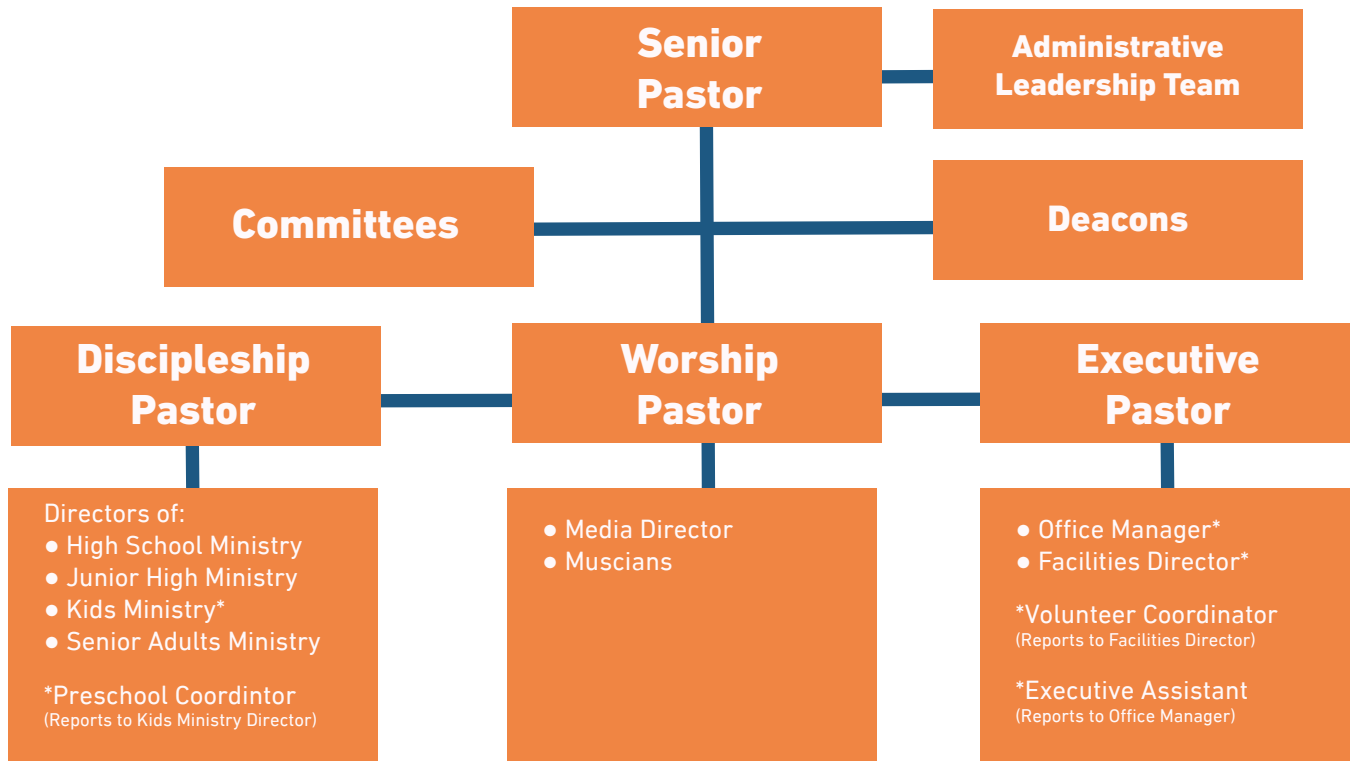 Senior
Pastor
Administrative
Leadership Team
Committees
Deacons
Discipleship
Pastor
Worship
Pastor
Executive
Pastor
Directors of:
● High School Ministry
● Junior High Ministry
● Kids Ministry*
● Senior Adults Ministry
*Preschool Coordintor
(Reports to Kids Ministry Director)
● Media Director
● Muscians
● Office Manager*
● Facilities Director*
*Volunteer Coordinator
(Reports to Facilities Director)
*Executive Assistant
(Reports to Office Manager)